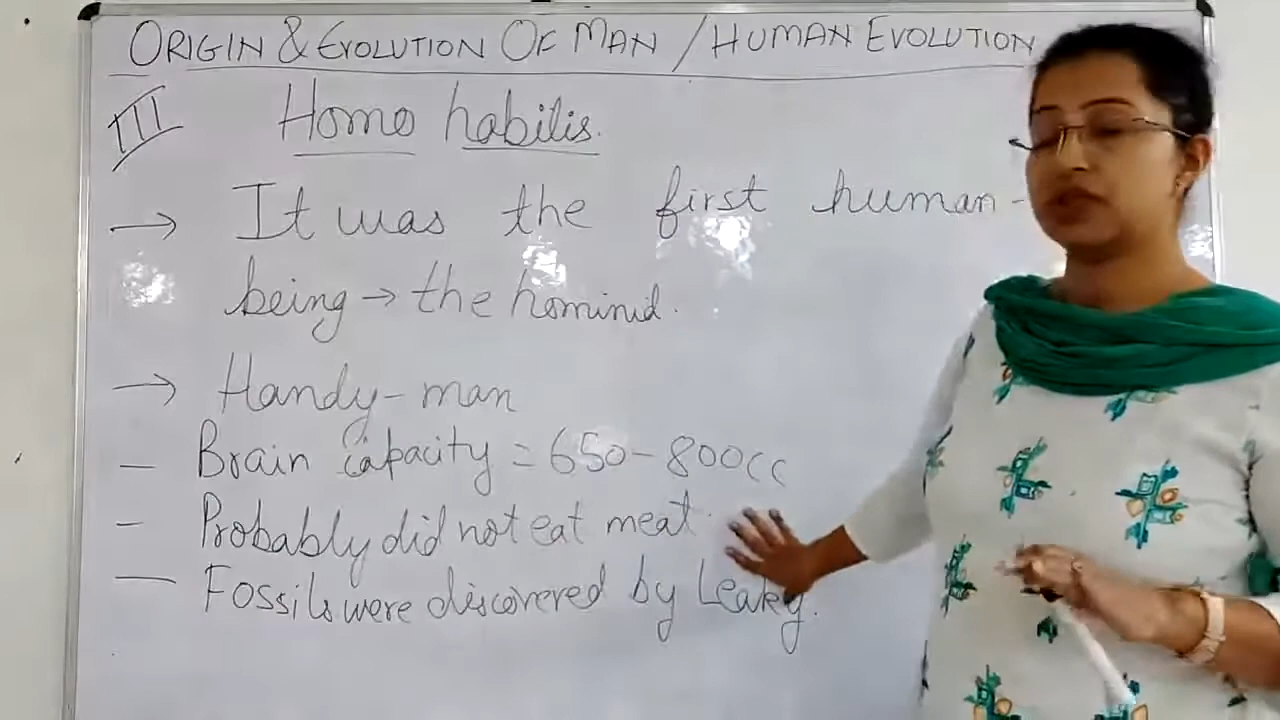 ORIGIN & EVOLUTION OF MAN / HUMAN EVOLUTION
III Homo habilis.
→ It was the first human-
being → the hominid.
→ Handy-man
– Brain capacity = 650-800cc
– Probably did not eat meat.
— Fossils were discovered by Leaky.